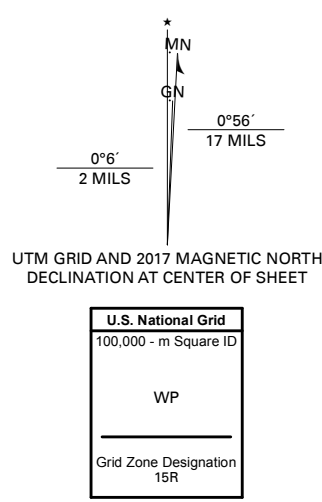 ★
MN
GN
0°56´
17 MILS
0°6´
2 MILS
UTM GRID AND 2017 MAGNETIC NORTH
DECLINATION AT CENTER OF SHEET
U.S. National Grid
100,000 - m Square ID
WP
Grid Zone Designation
15R